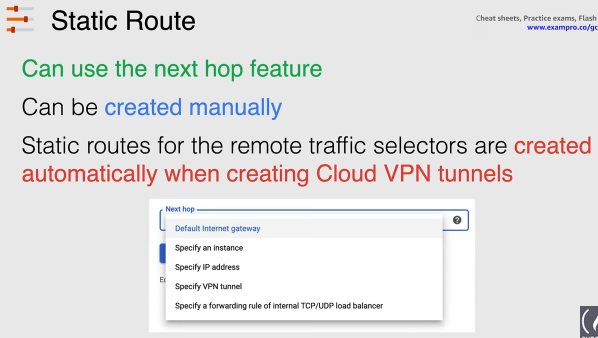 Static Route
Cheat sheets, Practice exams, Flash
www.exampro.co/gc
Can use the next hop feature
Can be created manually
Static routes for the remote traffic selectors are created
automatically when creating Cloud VPN tunnels
Next hop
Default Internet gateway
Specify an instance
Specify IP address
Specify VPN tunnel
Specify a forwarding rule of internal TCP/UDP load balancer